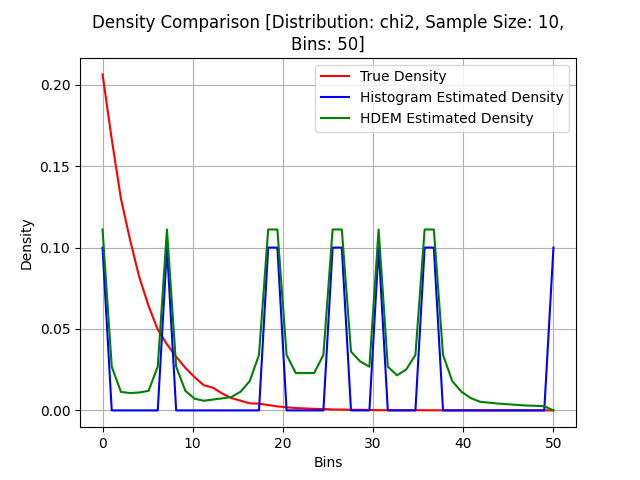 Density Comparison [Distribution: chi2, Sample Size: 10,
Bins: 50]
True Density
Histogram Estimated Density
HDEM Estimated Density
Density
0.20
0.15
0.10
0.05
0.00
0 10 20 30 40 50
Bins